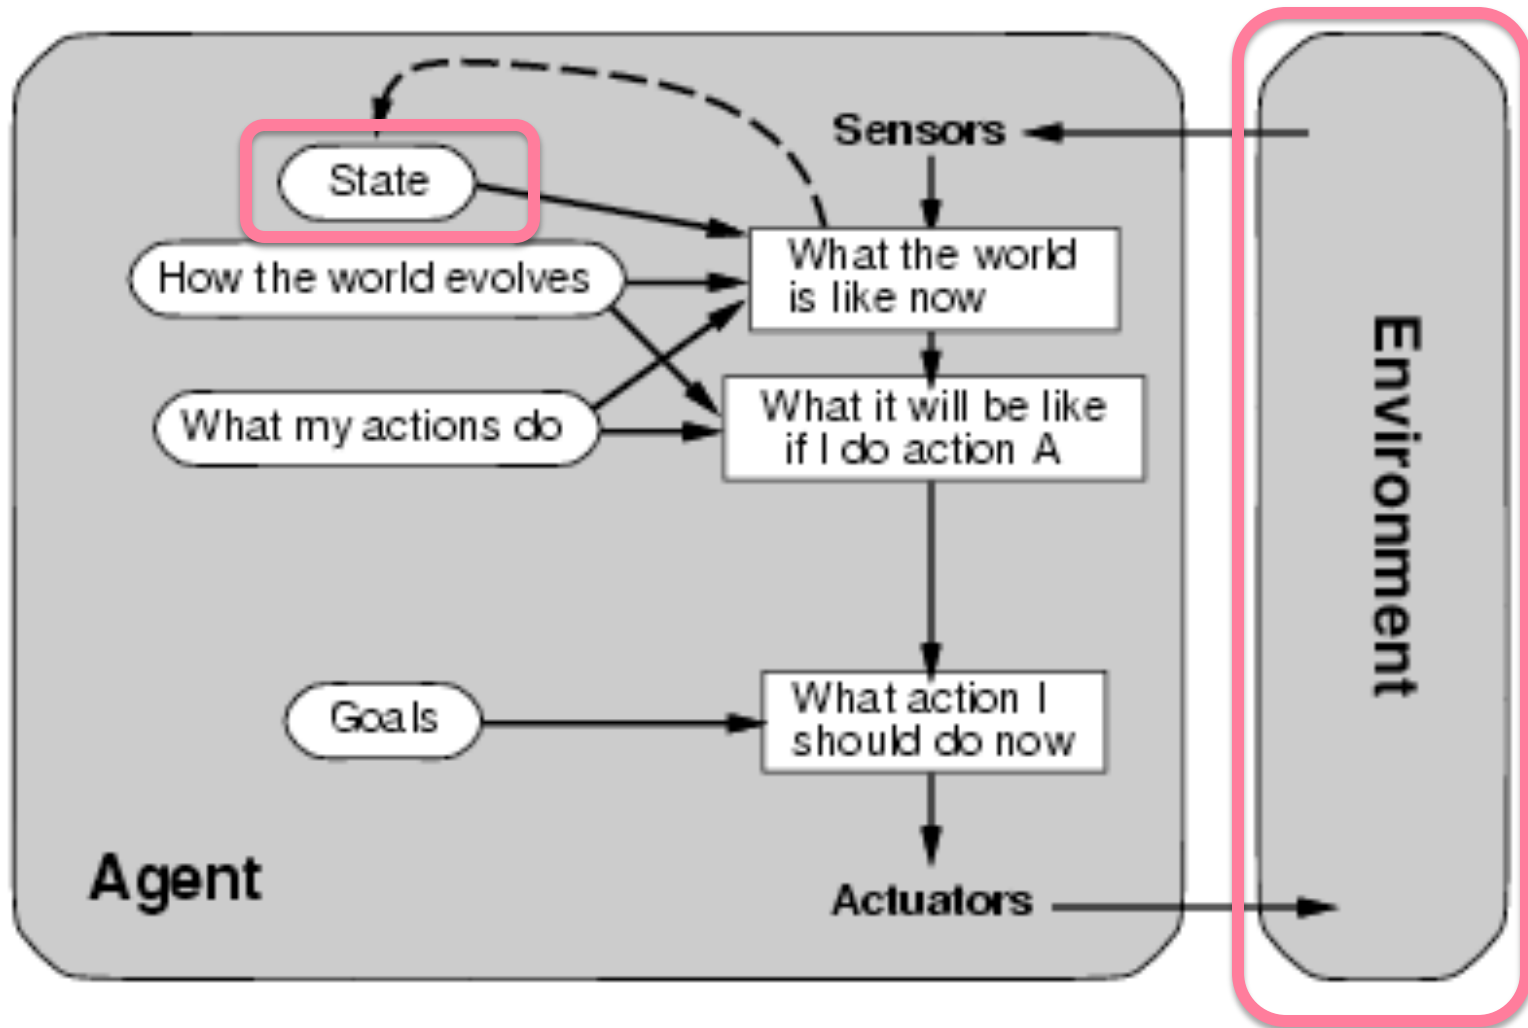 Sensors
State
What the world
is like now
How the world evolves
What it will be like
if I do action A
What my actions do
Environment
Goals
What action I
should do now
Agent
Actuators